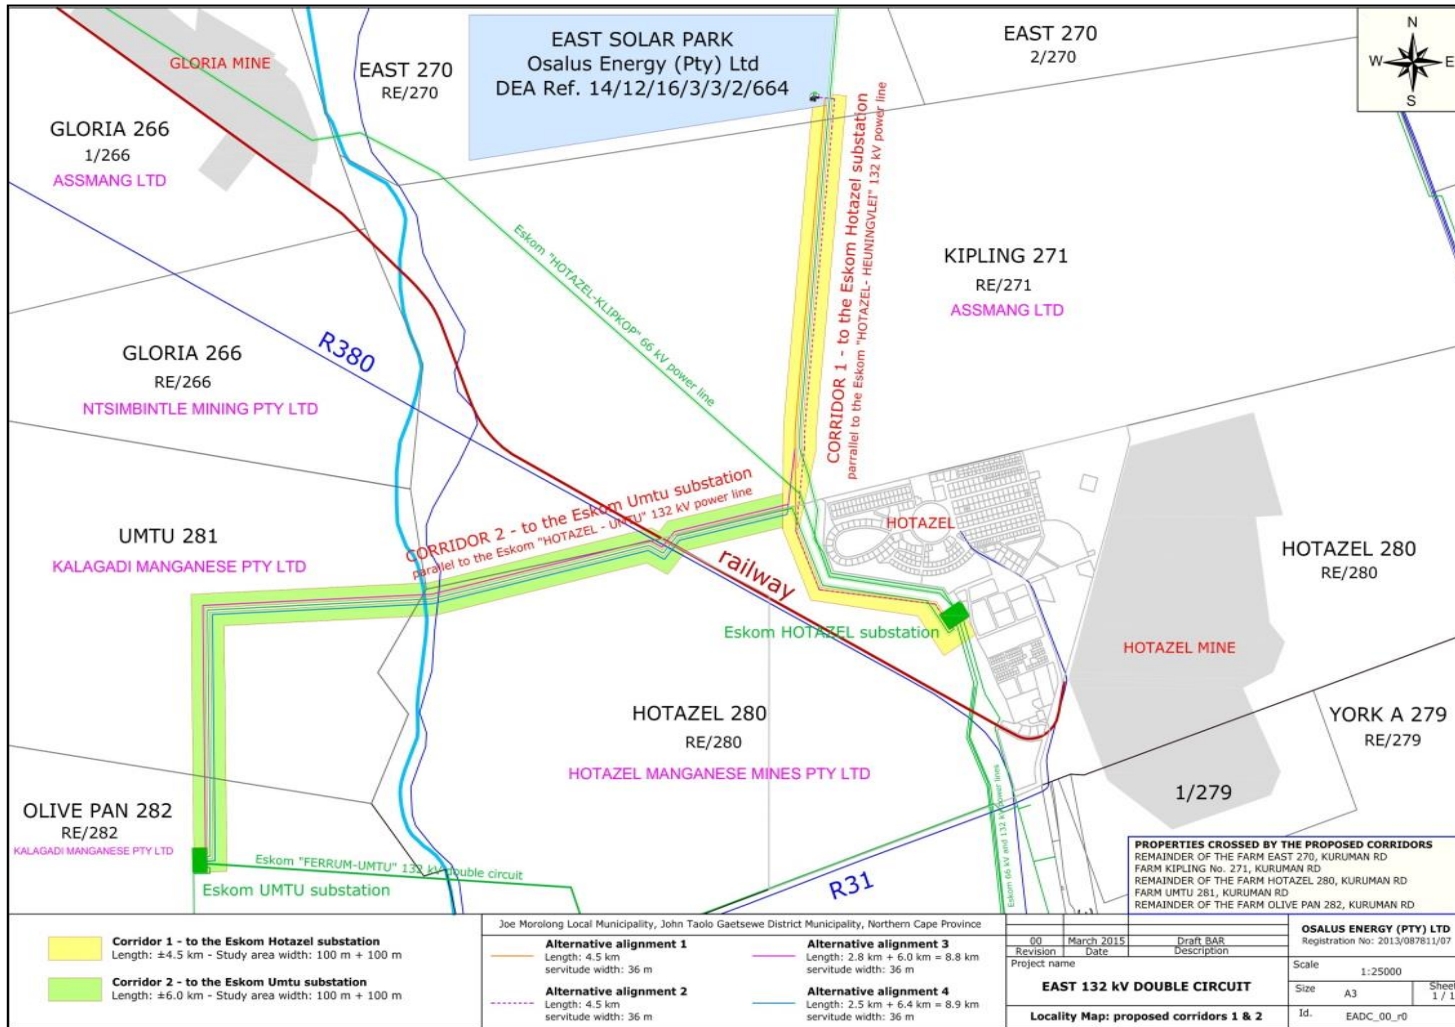 EAST SOLAR PARK
Osalus Energy (Pty) Ltd
DEA Ref. 14/12/16/3/3/2/664
EAST 270
2/270
N
W
E
S
GLORIA MINE
EAST 270
RE/270
GLORIA 266
1/266
ASSMANG LTD
CORRIDOR 1 - to the Eskom Hotazel substation
parrallel to the Eskom "HOTAZEL- HEUNINGVLEI" 132 kV power line
Eskom "HOTAZEL-KLIPKOP" 66 kV power line
KIPLING 271
RE/271
ASSMANG LTD
R380
GLORIA 266
RE/266
NTSIMBINTLE MINING PTY LTD
CORRIDOR 2 - to the Eskom Umtu substation
parallel to the Eskom "HOTAZEL - UMTU" 132 kV power line
UMTU 281
KALAGADI MANGANESE PTY LTD
HOTAZEL
railway
HOTAZEL 280
RE/280
Eskom HOTAZEL substation
HOTAZEL MINE
HOTAZEL 280
RE/280
HOTAZEL MANGANESE MINES PTY LTD
YORK A 279
RE/279
1/279
OLIVE PAN 282
RE/282
KALAGADI MANGANESE PTY LTD
Eskom "FERRUM-UMTU" 132 kV double circuit
Eskom UMTU substation
R31
Eskom 66 kV and 132 kV power lines
PROPERTIES CROSSED BY THE PROPOSED CORRIDORS
REMAINDER OF THE FARM EAST 270, KURUMAN RD
FARM KIPLING No. 271, KURUMAN RD
REMAINDER OF THE FARM HOTAZEL 280, KURUMAN RD
FARM UMTU 281, KURUMAN RD
REMAINDER OF THE FARM OLIVE PAN 282, KURUMAN RD
Corridor 1 - to the Eskom Hotazel substation
Length: ±4.5 km - Study area width: 100 m + 100 m
Corridor 2 - to the Eskom Umtu substation
Length: ±6.0 km - Study area width: 100 m + 100 m
Joe Morolong Local Municipality, John Taolo Gaetsewe District Municipality, Northern Cape Province
Alternative alignment 1
Length: 4.5 km
servitude width: 36 m
Alternative alignment 2
Length: 4.5 km
servitude width: 36 m
Alternative alignment 3
Length: 2.8 km + 6.0 km = 8.8 km
servitude width: 36 m
Alternative alignment 4
Length: 2.5 km + 6.4 km = 8.9 km
servitude width: 36 m
00 March 2015 Draft BAR
Revision Date Description
Project name
EAST 132 kV DOUBLE CIRCUIT
Locality Map: proposed corridors 1 & 2
OSALUS ENERGY (PTY) LTD
Registration No: 2013/087811/07
Scale
1:25000
Size
A3
Sheet
1 / 1
Id.
EADC_00_r0